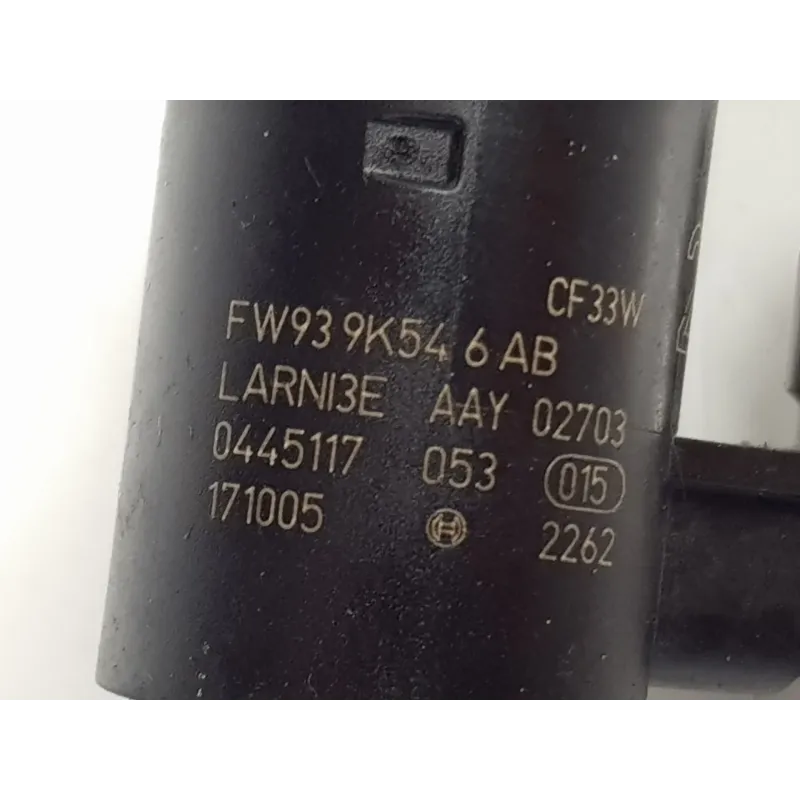 CF33W
FW93 9K54 6 AB
LARNI3E AAY 02703
0445117 053 015
171005 2262